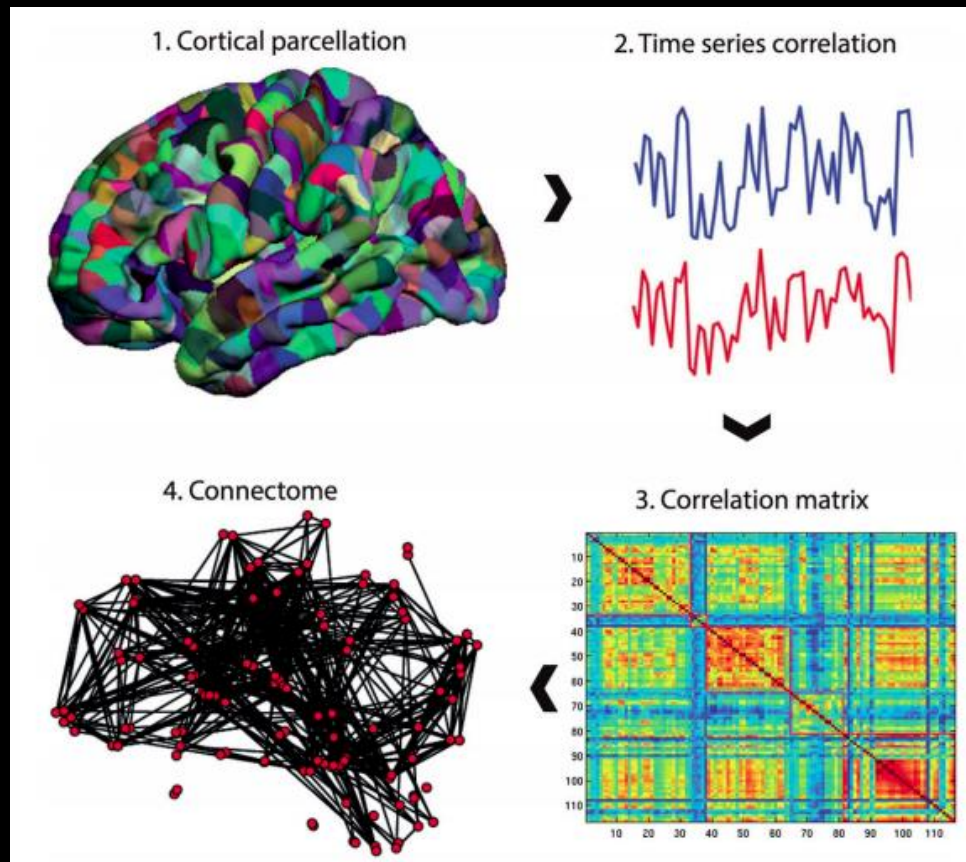 1. Cortical parcellation
2. Time series correlation
3. Correlation matrix
10
20
30
40
50
60
70
80
90
100
110
10 20 30 40 50 60 70 80 90 100 110
4. Connectome